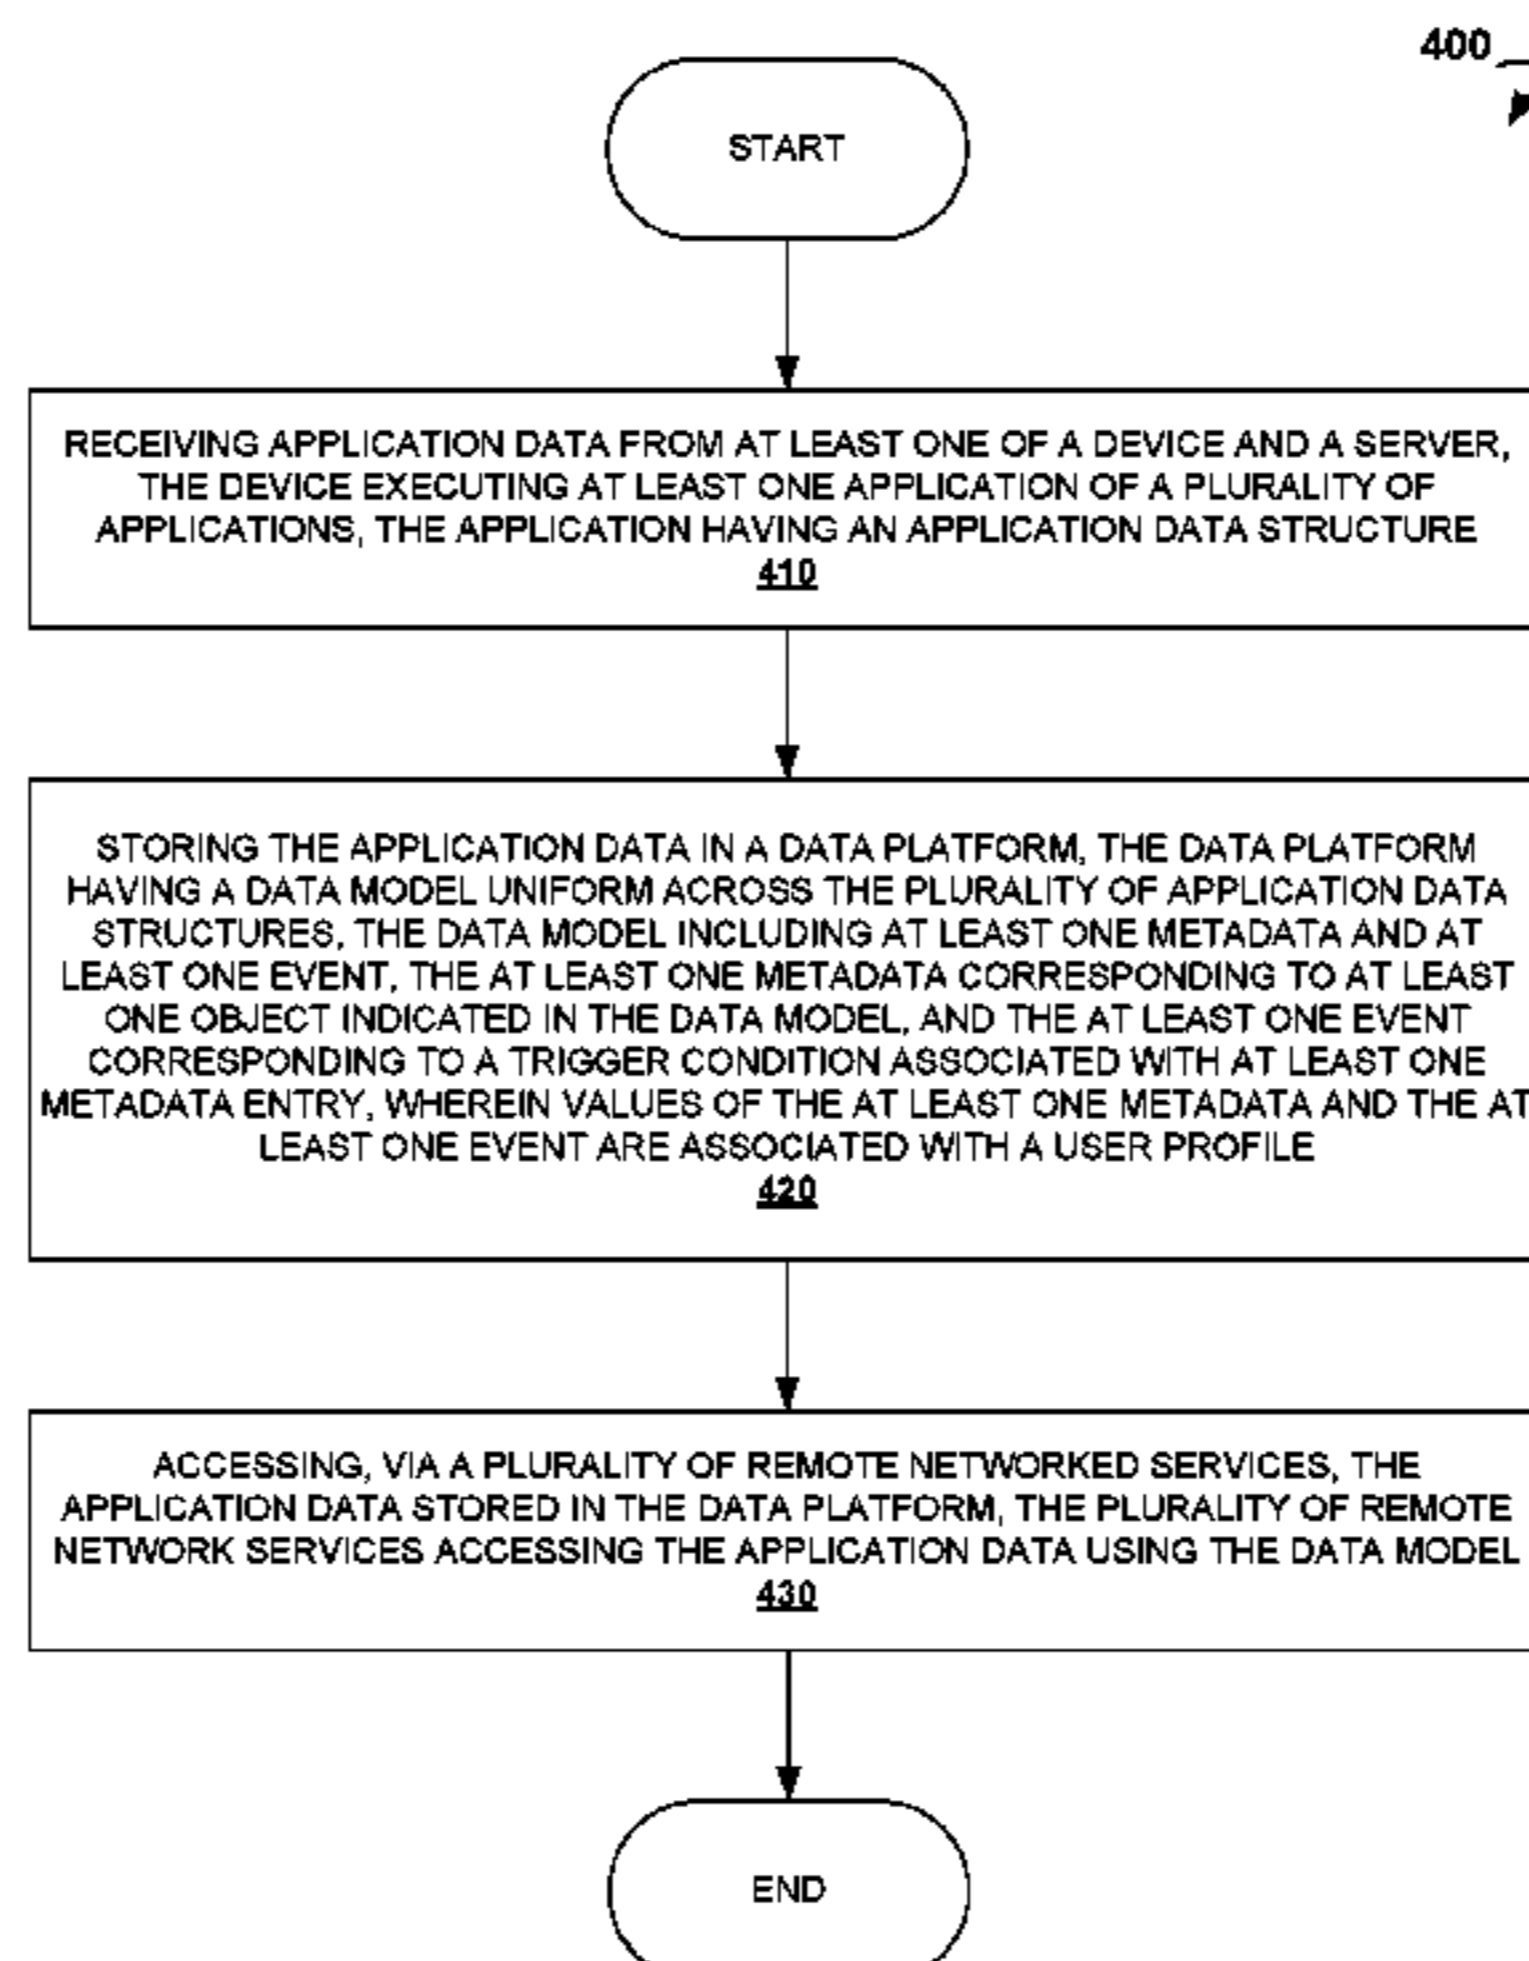 400
START
RECEIVING APPLICATION DATA FROM AT LEAST ONE OF A DEVICE AND A SERVER,
THE DEVICE EXECUTING AT LEAST ONE APPLICATION OF A PLURALITY OF
APPLICATIONS, THE APPLICATION HAVING AN APPLICATION DATA STRUCTURE
410
STORING THE APPLICATION DATA IN A DATA PLATFORM, THE DATA PLATFORM
HAVING A DATA MODEL UNIFORM ACROSS THE PLURALITY OF APPLICATION DATA
STRUCTURES, THE DATA MODEL INCLUDING AT LEAST ONE METADATA AND AT
LEAST ONE EVENT, THE AT LEAST ONE METADATA CORRESPONDING TO AT LEAST
ONE OBJECT INDICATED IN THE DATA MODEL, AND THE AT LEAST ONE EVENT
CORRESPONDING TO A TRIGGER CONDITION ASSOCIATED WITH AT LEAST ONE
METADATA ENTRY, WHEREIN VALUES OF THE AT LEAST ONE METADATA AND THE AT
LEAST ONE EVENT ARE ASSOCIATED WITH A USER PROFILE
420
ACCESSING, VIA A PLURALITY OF REMOTE NETWORKED SERVICES, THE
APPLICATION DATA STORED IN THE DATA PLATFORM, THE PLURALITY OF REMOTE
NETWORK SERVICES ACCESSING THE APPLICATION DATA USING THE DATA MODEL
430
END